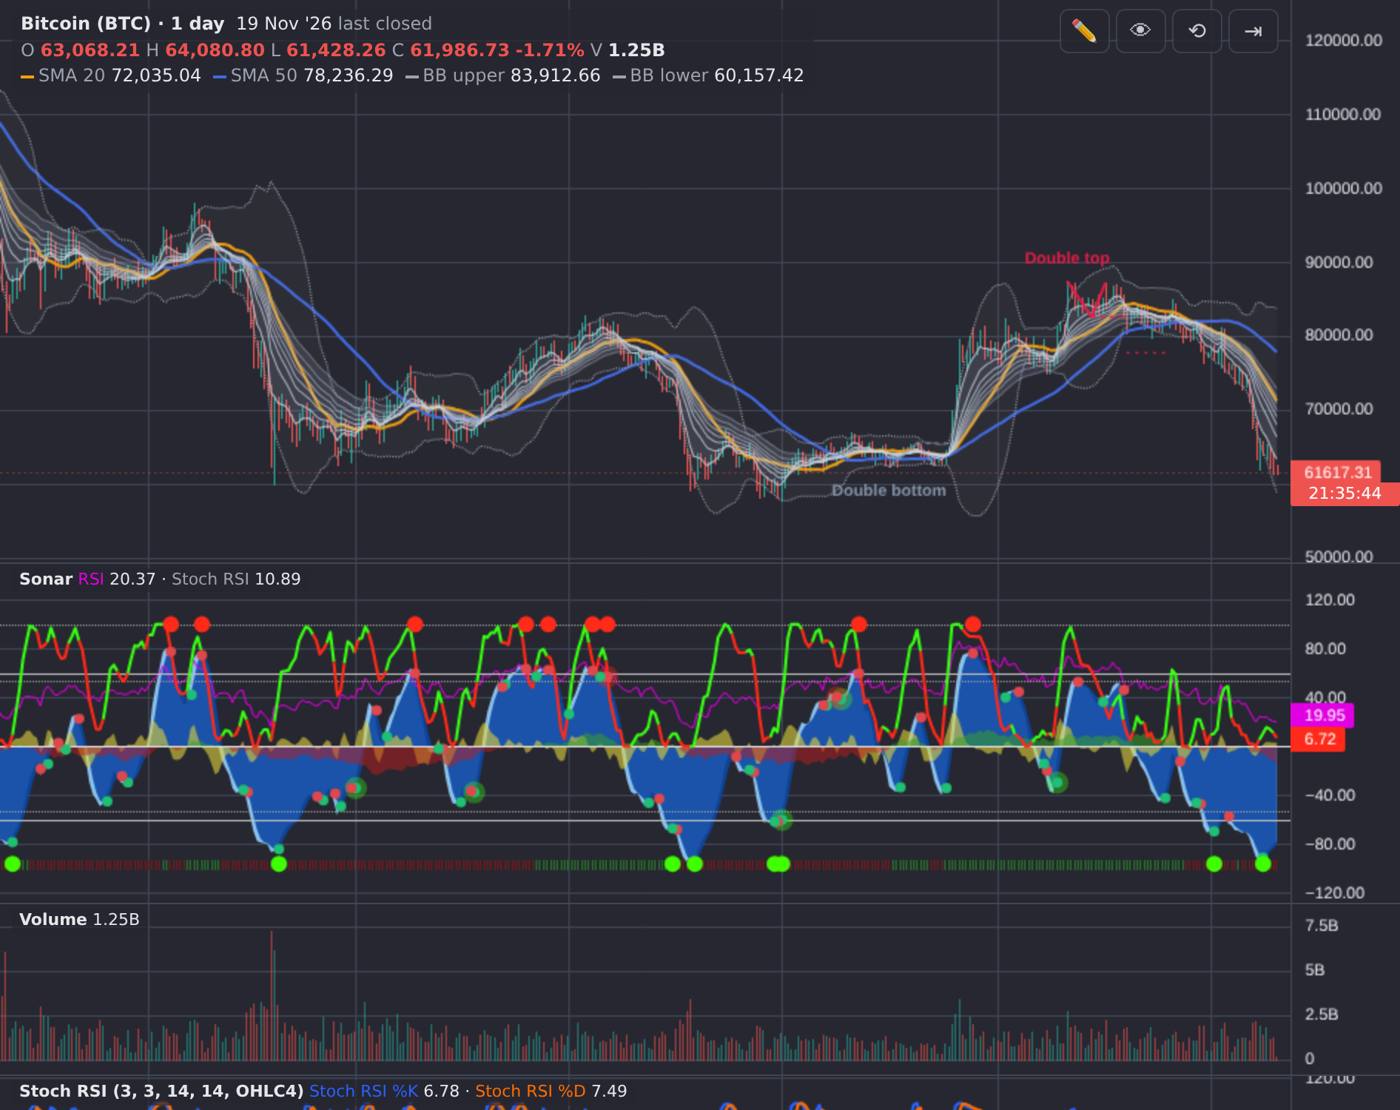 Bitcoin (BTC) · 1 day 19 Nov '26 last closed
O 63,068.21 H 64,080.80 L 61,428.26 C 61,986.73 -1.71% V 1.25B
SMA 20 72,035.04 SMA 50 78,236.29 BB upper 83,912.66 BB lower 60,157.42
120000.00
110000.00
100000.00
90000.00
80000.00
70000.00
61617.31
21:35:44
50000.00
Double top
Double bottom
Sonar RSI 20.37 · Stoch RSI 10.89
120.00
80.00
40.00
19.95
6.72
−40.00
−80.00
−120.00
Volume 1.25B
7.5B
5B
2.5B
0
Stoch RSI (3, 3, 14, 14, OHLC4) Stoch RSI %K 6.78 · Stoch RSI %D 7.49
120.00